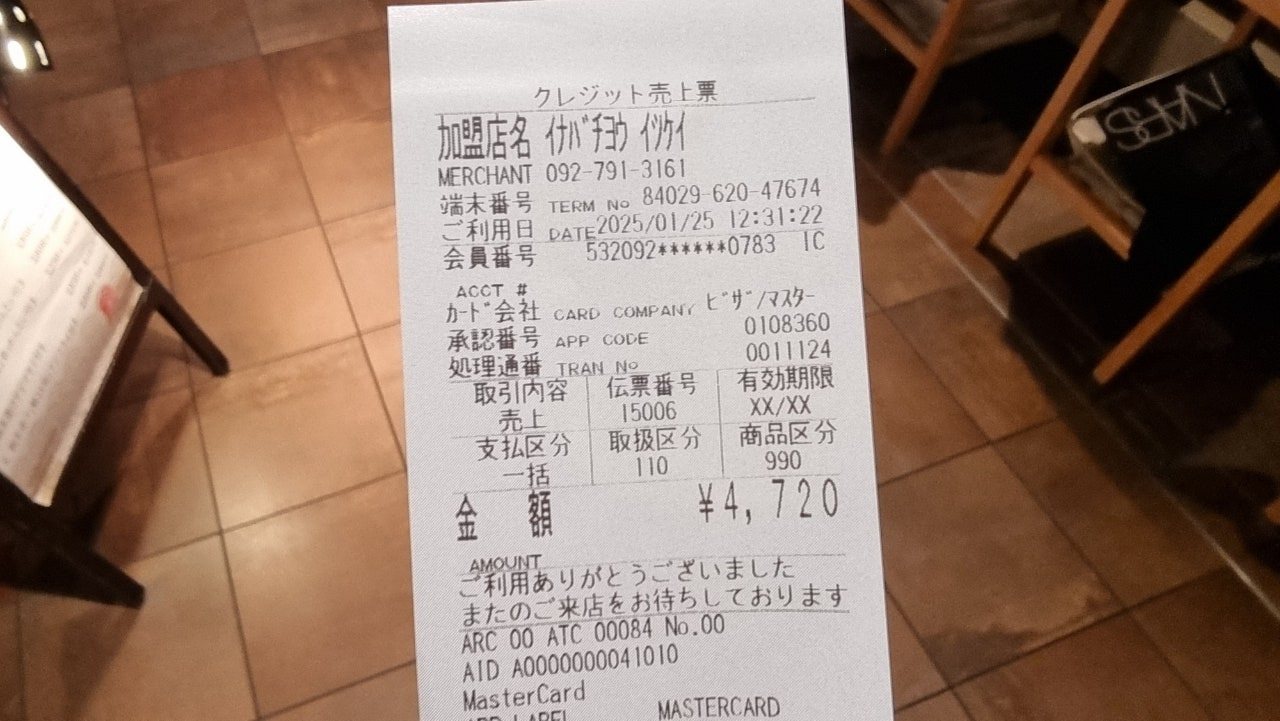 クレジット売上票
加盟店名 ｲﾅﾊﾞﾁﾖｳ ｲﾂｹｲ
MERCHANT 092-791-3161
端末番号 TERM No 84029-620-47674
ご利用日 DATE 2025/01/25 12:31:22
会員番号 532092******0783 IC
ACCT #
ｶｰﾄﾞ会社 CARD COMPANY ﾋﾞｻﾞ/ﾏｽﾀｰ
承認番号 APP CODE 0108360
処理通番 TRAN No 0011124
取引内容 伝票番号 有効期限
売上 15006 XX/XX
支払区分 取扱区分 商品区分
一括 110 990
金 額 ¥4,720
AMOUNT
ご利用ありがとうございました
またのご来店をお待ちしております
ARC 00 ATC 00084 No.00
AID A0000000041010
MasterCard
APP LABEL MASTERCARD
NARS